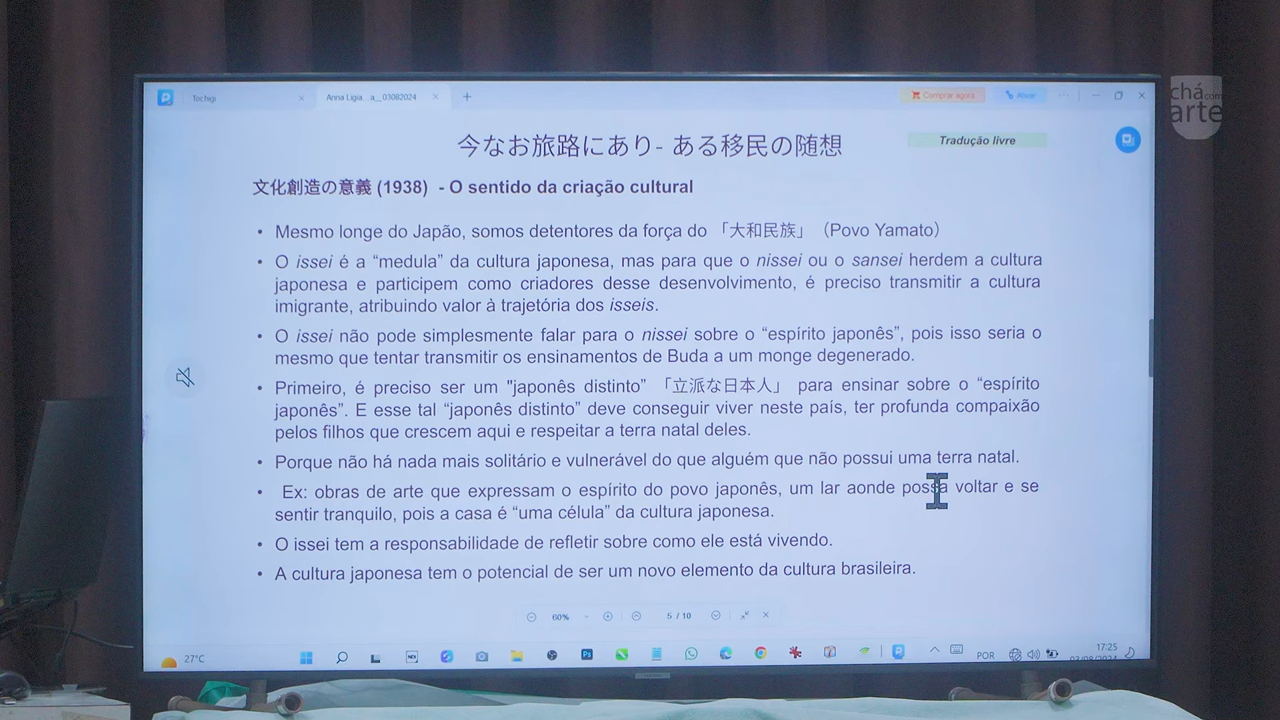 Tochigi
Anna Ligia...a__03082024
Comprar agora
Ativar
chá com
arte
今なお旅路にあり- ある移民の随想
Tradução livre
文化創造の意義 (1938) - O sentido da criação cultural
• Mesmo longe do Japão, somos detentores da força do 「大和民族」 (Povo Yamato)
• O issei é a “medula” da cultura japonesa, mas para que o nissei ou o sansei herdem a cultura
japonesa e participem como criadores desse desenvolvimento, é preciso transmitir a cultura
imigrante, atribuindo valor à trajetória dos isseis.
• O issei não pode simplesmente falar para o nissei sobre o “espírito japonês”, pois isso seria o
mesmo que tentar transmitir os ensinamentos de Buda a um monge degenerado.
• Primeiro, é preciso ser um "japonês distinto” 「立派な日本人」 para ensinar sobre o “espírito
japonês”. E esse tal “japonês distinto” deve conseguir viver neste país, ter profunda compaixão
pelos filhos que crescem aqui e respeitar a terra natal deles.
• Porque não há nada mais solitário e vulnerável do que alguém que não possui uma terra natal.
• Ex: obras de arte que expressam o espírito do povo japonês, um lar aonde possa voltar e se
sentir tranquilo, pois a casa é “uma célula” da cultura japonesa.
• O issei tem a responsabilidade de refletir sobre como ele está vivendo.
• A cultura japonesa tem o potencial de ser um novo elemento da cultura brasileira.
60%
5 / 10
27°C
Ps
POR
17:25
03/08/2024